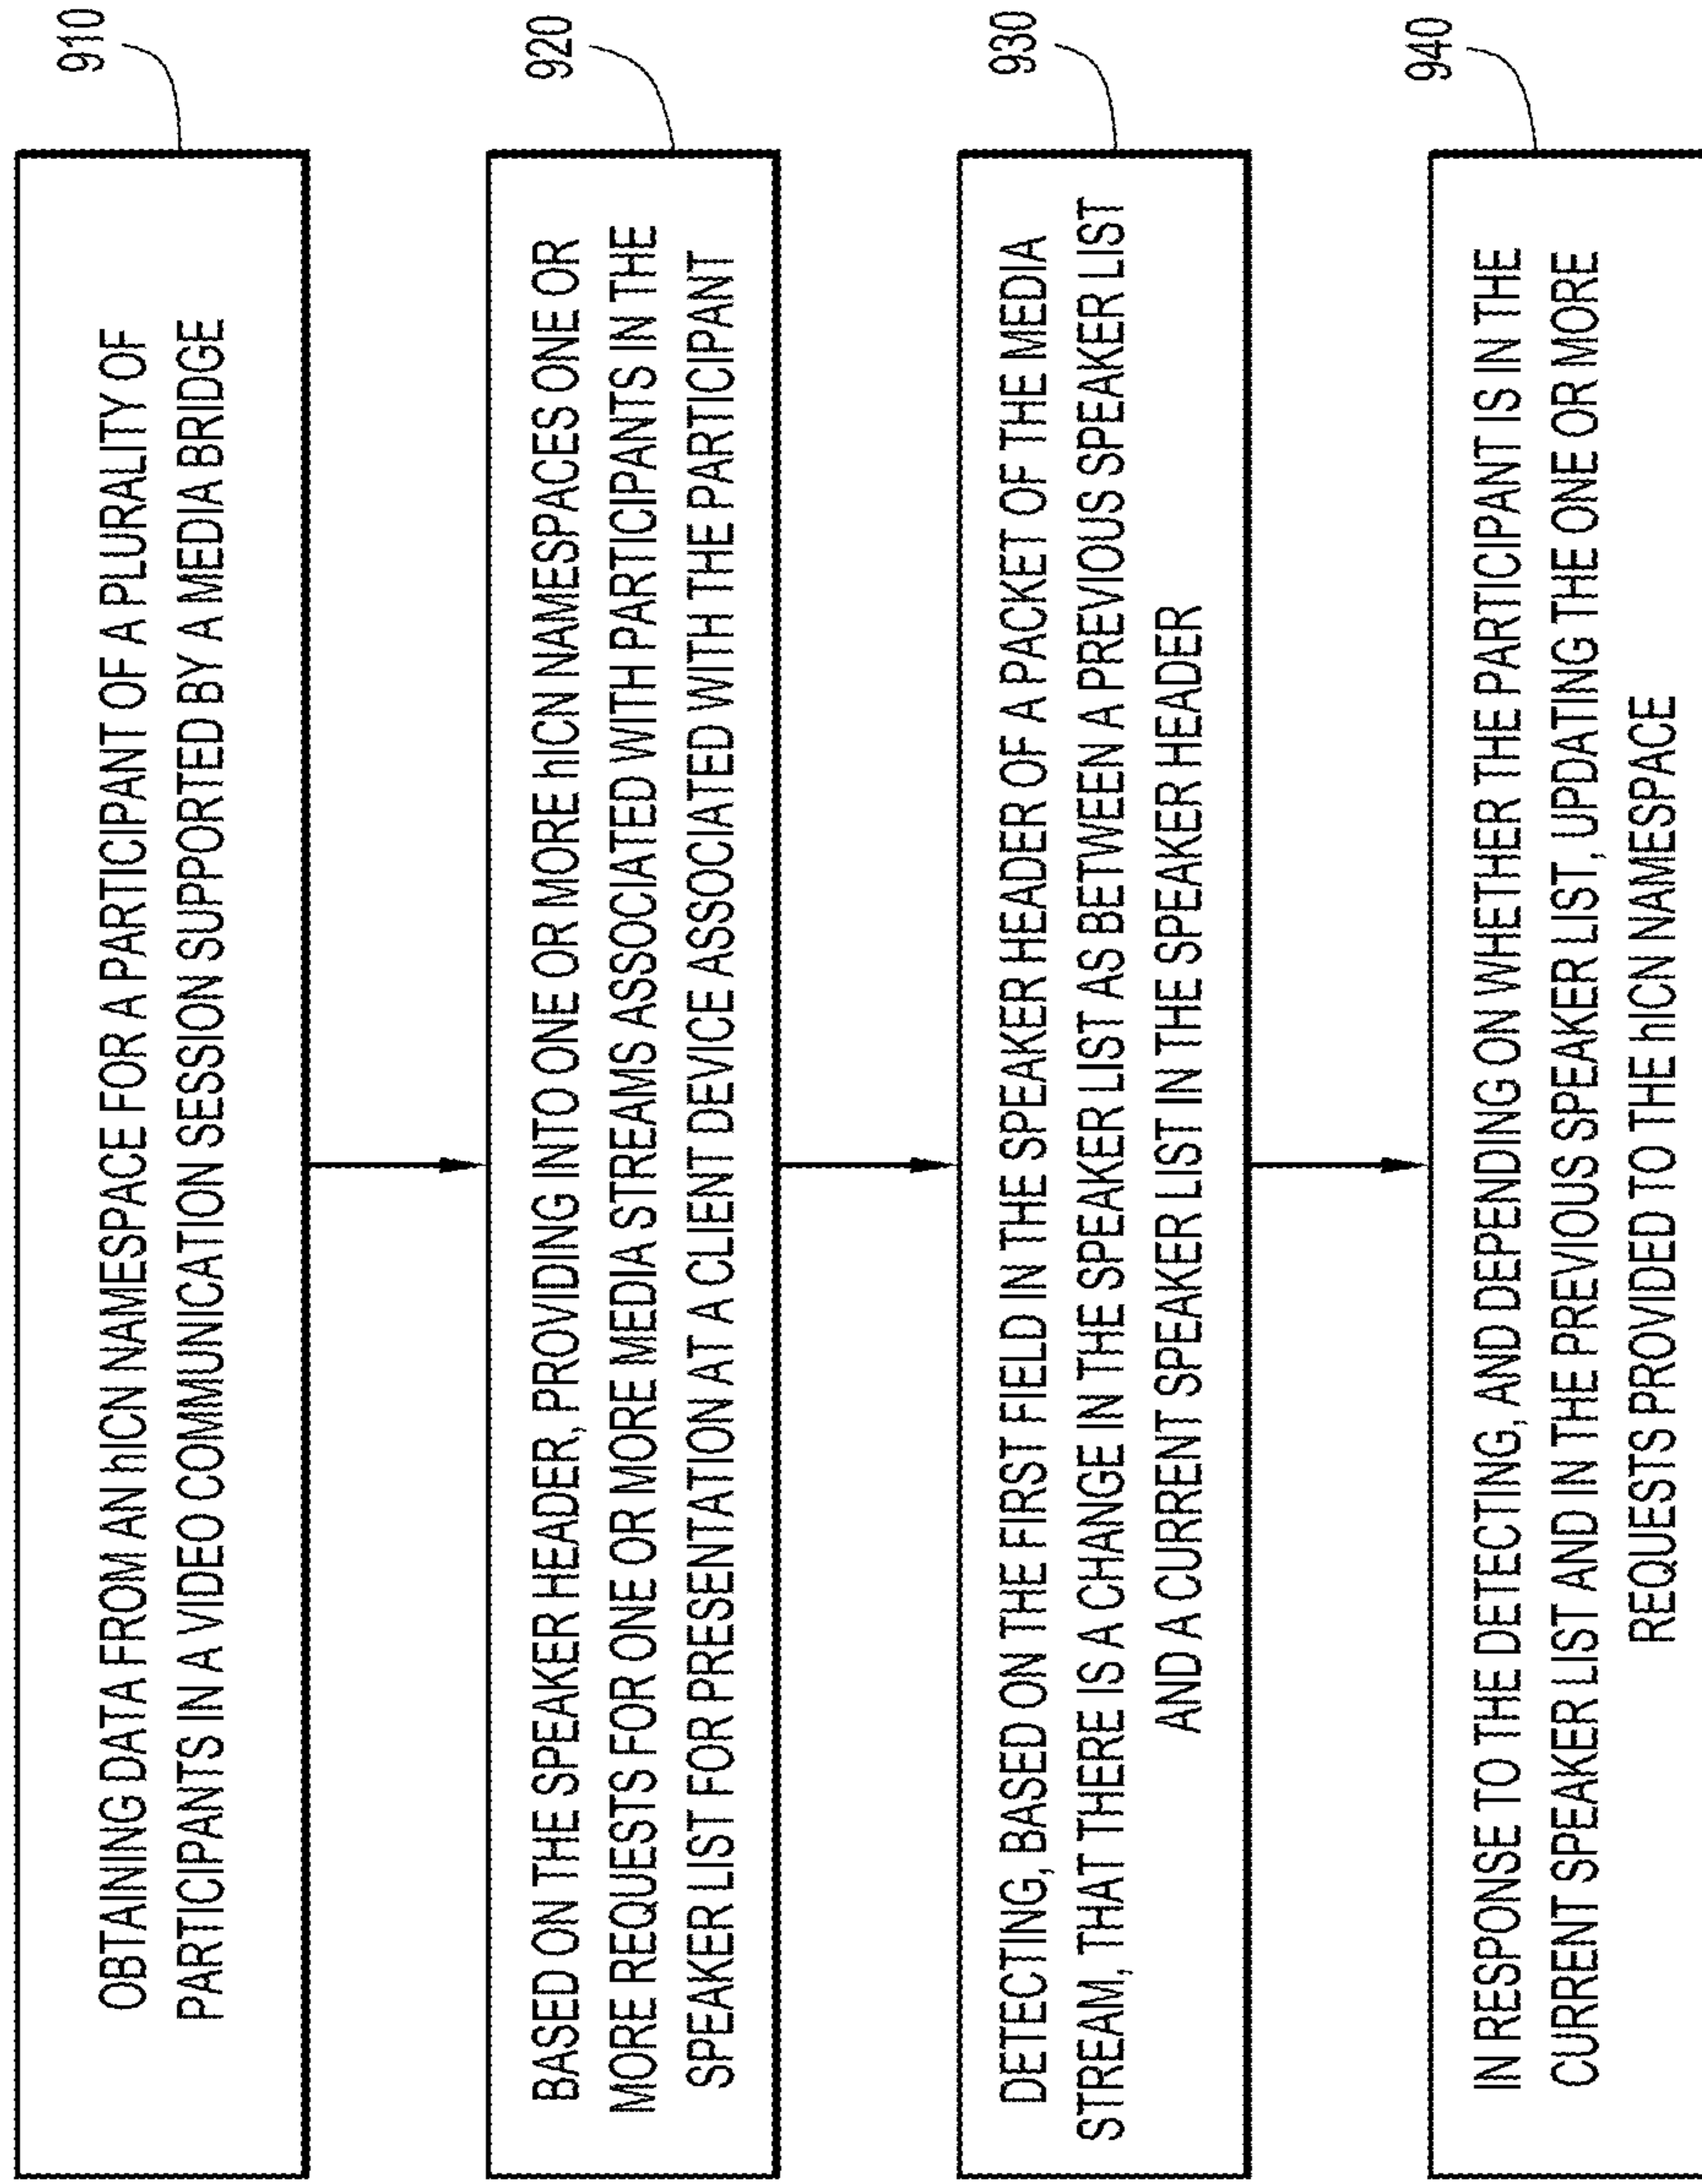 OBTAINING DATA FROM AN hICN NAMESPACE FOR A PARTICIPANT OF A PLURALITY OF
PARTICIPANTS IN A VIDEO COMMUNICATION SESSION SUPPORTED BY A MEDIA BRIDGE
910
BASED ON THE SPEAKER HEADER, PROVIDING INTO ONE OR MORE hICN NAMESPACES ONE OR
MORE REQUESTS FOR ONE OR MORE MEDIA STREAMS ASSOCIATED WITH PARTICIPANTS IN THE
SPEAKER LIST FOR PRESENTATION AT A CLIENT DEVICE ASSOCIATED WITH THE PARTICIPANT
920
DETECTING, BASED ON THE FIRST FIELD IN THE SPEAKER HEADER OF A PACKET OF THE MEDIA
STREAM, THAT THERE IS A CHANGE IN THE SPEAKER LIST AS BETWEEN A PREVIOUS SPEAKER LIST
AND A CURRENT SPEAKER LIST IN THE SPEAKER HEADER
930
IN RESPONSE TO THE DETECTING, AND DEPENDING ON WHETHER THE PARTICIPANT IS IN THE
CURRENT SPEAKER LIST AND IN THE PREVIOUS SPEAKER LIST, UPDATING THE ONE OR MORE
REQUESTS PROVIDED TO THE hICN NAMESPACE
940